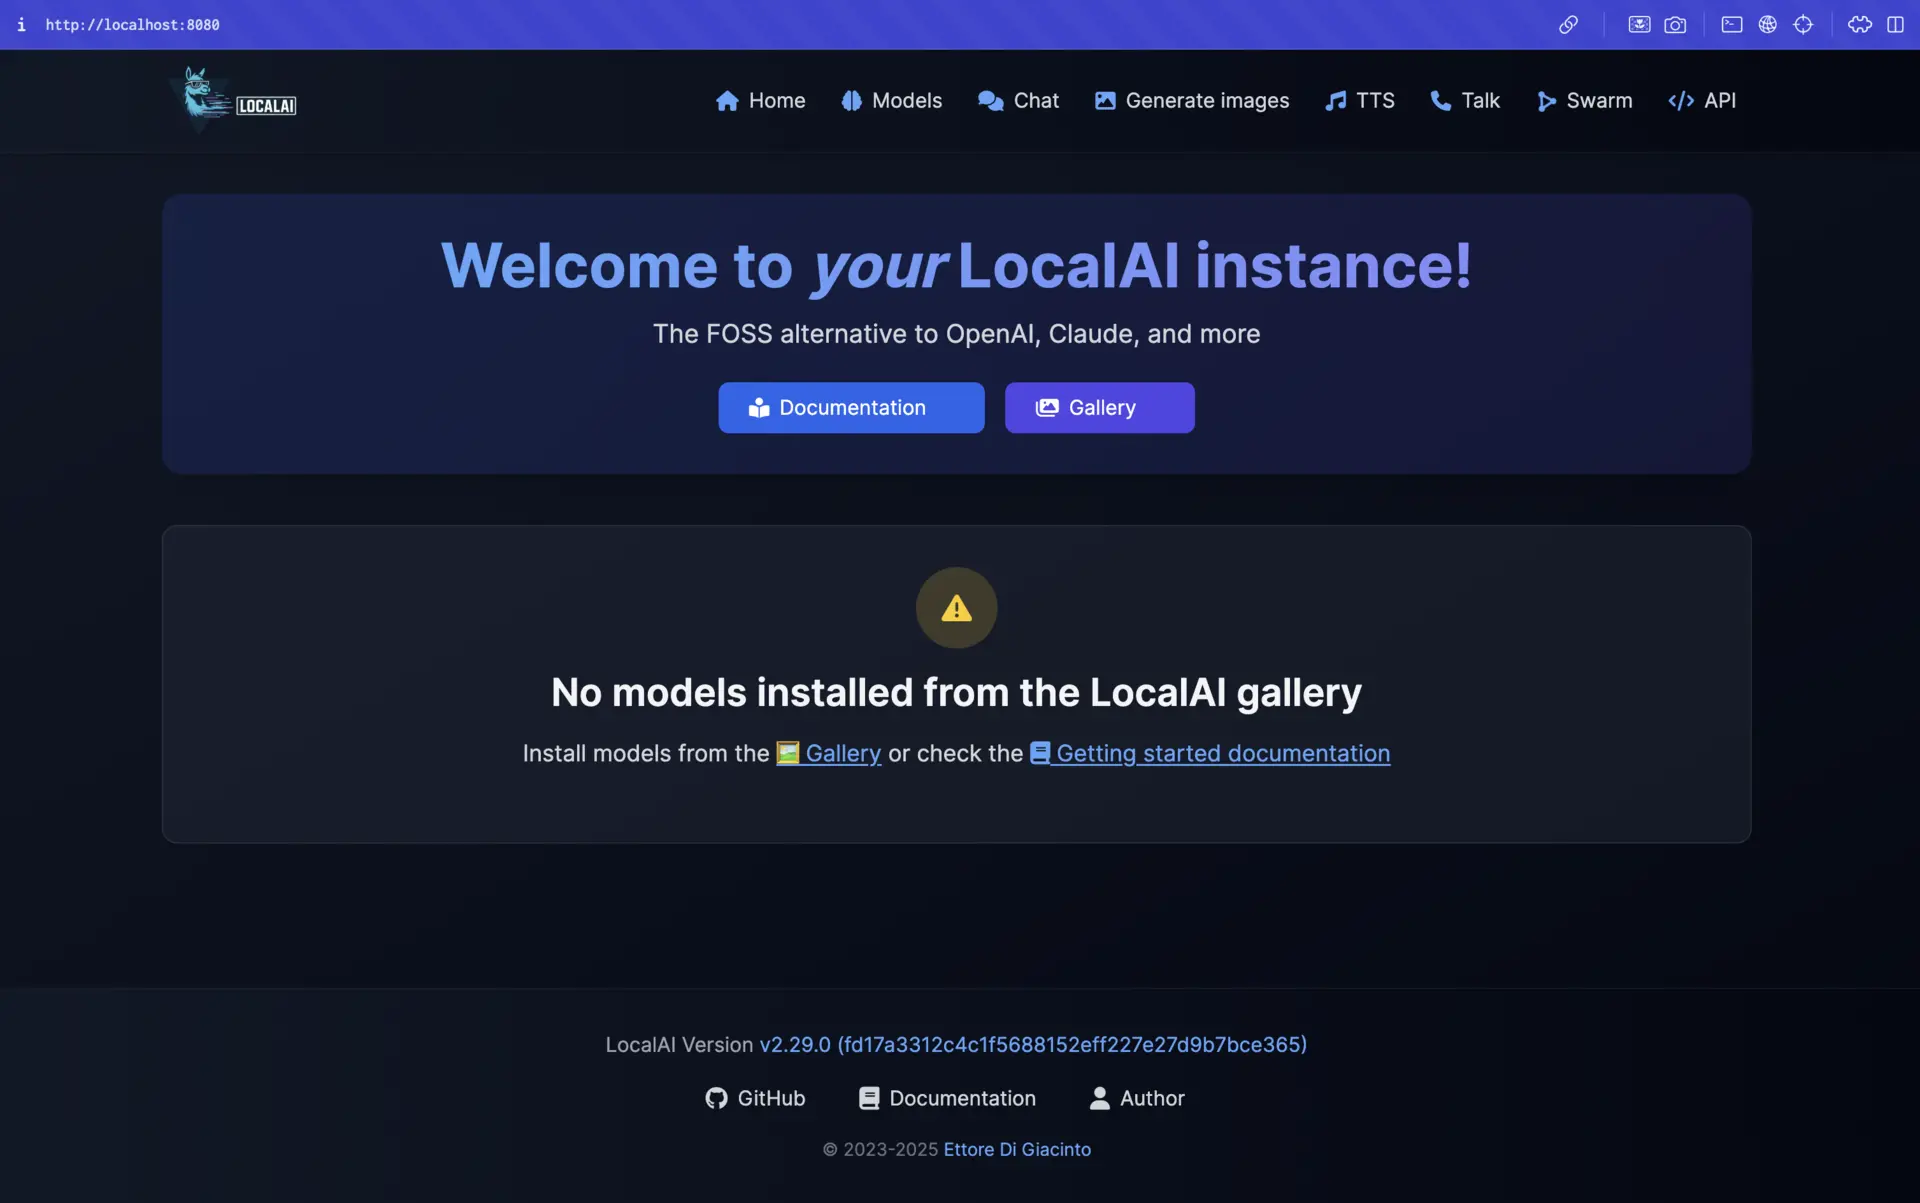 http://localhost:8080
LOCALAI
Home Models Chat Generate images TTS Talk Swarm API
Welcome to your LocalAI instance!
The FOSS alternative to OpenAI, Claude, and more
Documentation Gallery
No models installed from the LocalAI gallery
Install models from the Gallery or check the Getting started documentation
LocalAI Version v2.29.0 (fd17a3312c4c1f5688152eff227e27d9b7bce365)
GitHub Documentation Author
© 2023-2025 Ettore Di Giacinto